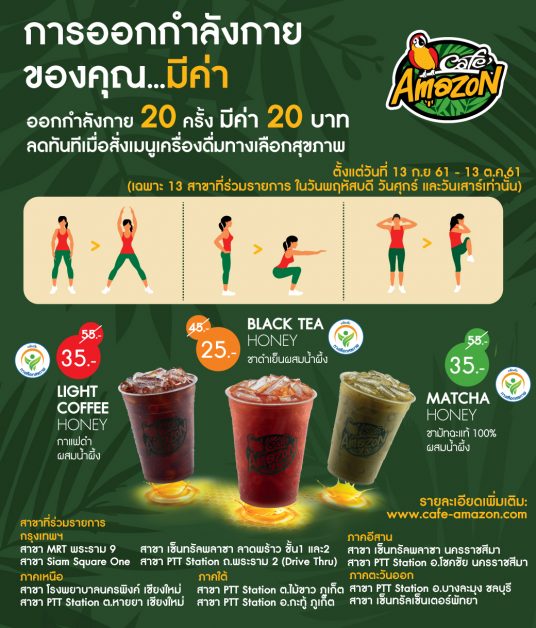 การออกกำลังกาย
ของคุณ...มีค่า
Café
Amazon
ออกกำลังกาย 20 ครั้ง มีค่า 20 บาท
ลดทันทีเมื่อสั่งเมนูเครื่องดื่มทางเลือกสุขภาพ
ตั้งแต่วันที่ 13 ก.ย 61 - 13 ต.ค.61
(เฉพาะ 13 สาขาที่ร่วมรายการ ในวันพฤหัสบดี วันศุกร์ และวันเสาร์เท่านั้น)
>
>
>
55.-
35.-
LIGHT
COFFEE
HONEY
กาแฟดำ
ผสมน้ำผึ้ง
45.-
25.-
BLACK TEA
HONEY
ชาดำเย็นผสมน้ำผึ้ง
55.-
35.-
MATCHA
HONEY
ชามัทฉะแท้ 100%
ผสมน้ำผึ้ง
Café
Amazon
รายละเอียดเพิ่มเติม:
www.cafe-amazon.com
สาขาที่ร่วมรายการ
กรุงเทพฯ
สาขา MRT พระราม 9
สาขา Siam Square One
สาขา เซ็นทรัลพลาซา ลาดพร้าว ชั้น1 และ2
สาขา PTT Station ถ.พระราม 2 (Drive Thru)
ภาคเหนือ
สาขา โรงพยาบาลนครพิงค์ เชียงใหม่
สาขา PTT Station ต.หายยา เชียงใหม่
ภาคใต้
สาขา PTT Station ต.ไม้ขาว ภูเก็ต
สาขา PTT Station อ.กะทู้ ภูเก็ต
ภาคอีสาน
สาขา เซ็นทรัลพลาซา นครราชสีมา
สาขา PTT Station อ.โชคชัย นครราชสีมา
ภาคตะวันออก
สาขา PTT Station อ.บางละมุง ชลบุรี
สาขา เซ็นทรัลเซ็นเตอร์พัทยา